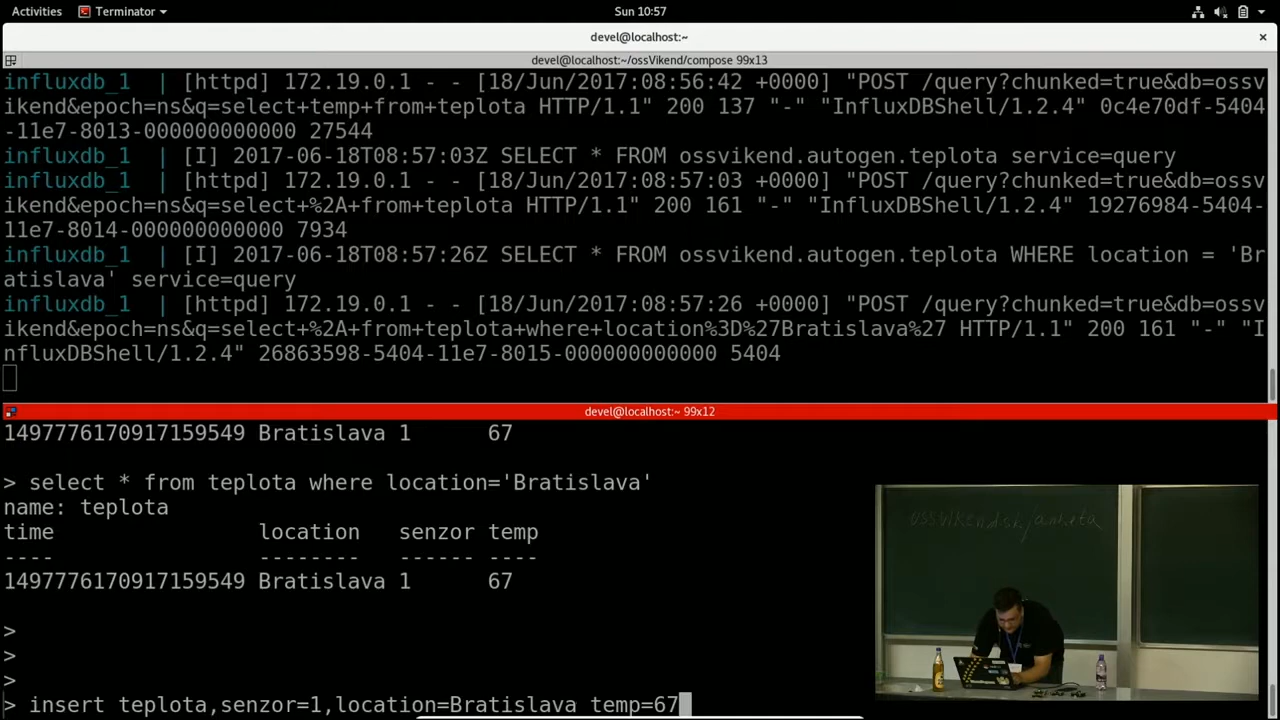 Activities Terminator Sun 10:57
devel@localhost:~
devel@localhost:~/ossVikend/compose 99x13
influxdb_1  | [httpd] 172.19.0.1 - - [18/Jun/2017:08:56:42 +0000] "POST /query?chunked=true&db=ossv
ikend&epoch=ns&q=select+temp+from+teplota HTTP/1.1" 200 137 "-" "InfluxDBShell/1.2.4" 0c4e70df-5404
-11e7-8013-000000000000 27544
influxdb_1  | [I] 2017-06-18T08:57:03Z SELECT * FROM ossvikend.autogen.teplota service=query
influxdb_1  | [httpd] 172.19.0.1 - - [18/Jun/2017:08:57:03 +0000] "POST /query?chunked=true&db=ossv
ikend&epoch=ns&q=select+%2A+from+teplota HTTP/1.1" 200 161 "-" "InfluxDBShell/1.2.4" 19276984-5404-
11e7-8014-000000000000 7934
influxdb_1  | [I] 2017-06-18T08:57:26Z SELECT * FROM ossvikend.autogen.teplota WHERE location = 'Br
atislava' service=query
influxdb_1  | [httpd] 172.19.0.1 - - [18/Jun/2017:08:57:26 +0000] "POST /query?chunked=true&db=ossv
ikend&epoch=ns&q=select+%2A+from+teplota+where+location%3D%27Bratislava%27 HTTP/1.1" 200 161 "-" "I
nfluxDBShell/1.2.4" 26863598-5404-11e7-8015-000000000000 5404
devel@localhost:~ 99x12
1497776170917159549 Bratislava 1      67
> select * from teplota where location='Bratislava'
name: teplota
time                location   senzor temp
----                --------   ------ ----
1497776170917159549 Bratislava 1      67
>
>
>
> insert teplota,senzor=1,location=Bratislava temp=67
ossvikend.sk/anketa